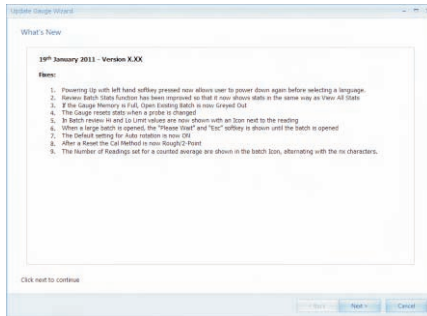 Update Gauge Wizard
What's New
19th January 2011 - Version X.XX
Fixes:
1. Powering Up with left hand softkey pressed now allows user to power down again before selecting a language.
2. Review Batch Stats function has been improved so that it now shows stats in the same way as View All Stats
3. If the Gauge Memory is Full, Open Existing Batch is now Greyed Out
4. The Gauge resets stats when a probe is changed
5. In Batch review Hi and Lo Limit values are now shown with an Icon next to the reading
6. When a large batch is opened, the "Please Wait" and "Esc" softkey is shown until the batch is opened
7. The Default setting for Auto rotation is now ON
8. After a Reset the Cal Method is now Rough/2-Point
9. The Number of Readings set for a counted average are shown in the batch Icon, alternating with the nx characters.
Click next to continue
< Back Next > Cancel